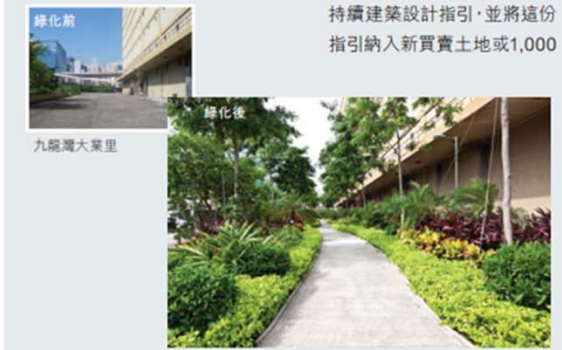 綠化前
九龍灣大業里
綠化後
持續建築設計指引，並將這份
指引納入新買賣土地或1,000